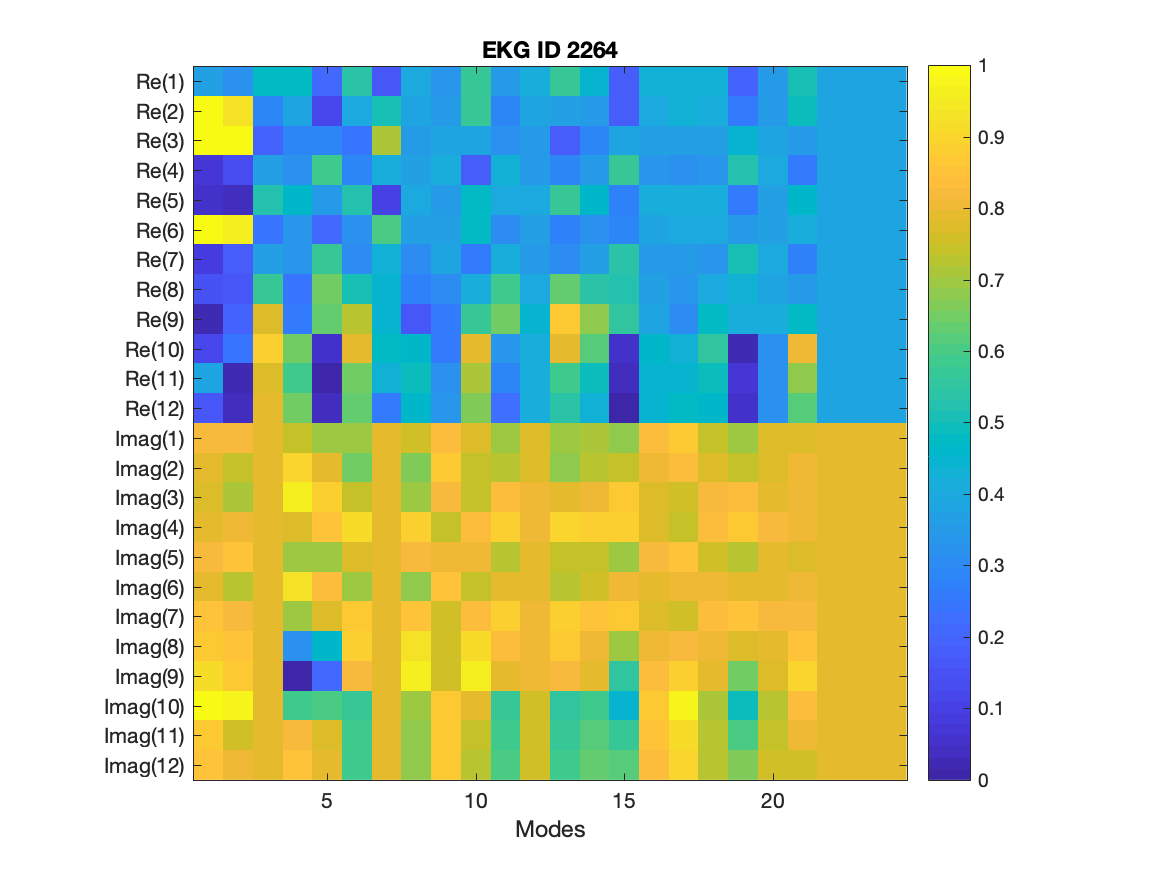 EKG ID 2264
Re(1)
Re(2)
Re(3)
Re(4)
Re(5)
Re(6)
Re(7)
Re(8)
Re(9)
Re(10)
Re(11)
Re(12)
Imag(1)
Imag(2)
Imag(3)
Imag(4)
Imag(5)
Imag(6)
Imag(7)
Imag(8)
Imag(9)
Imag(10)
Imag(11)
Imag(12)
5 10 15 20
Modes
1
0.9
0.8
0.7
0.6
0.5
0.4
0.3
0.2
0.1
0